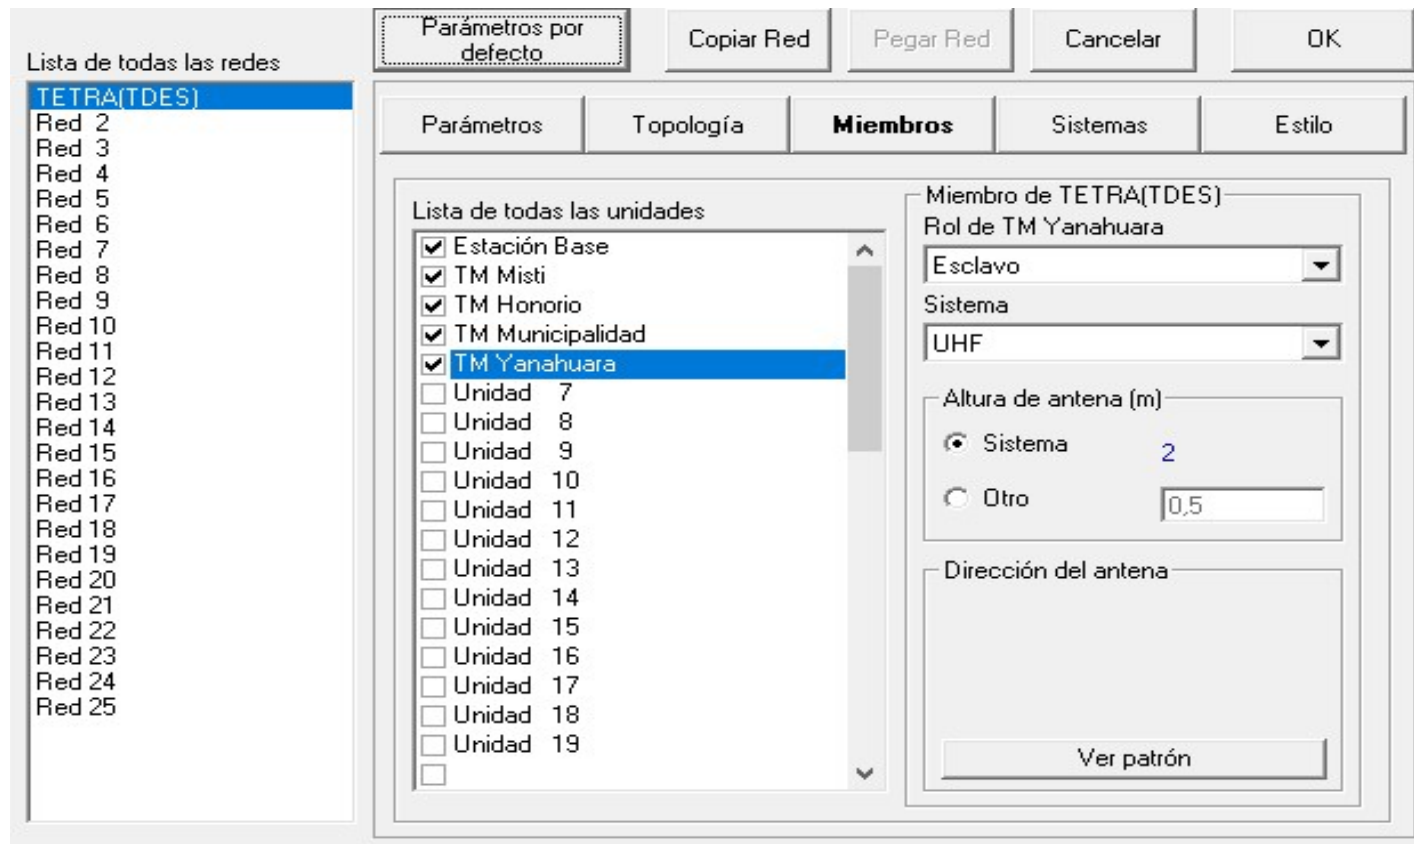 Lista de todas las redes
TETRA(TDES)
Red 2
Red 3
Red 4
Red 5
Red 6
Red 7
Red 8
Red 9
Red 10
Red 11
Red 12
Red 13
Red 14
Red 15
Red 16
Red 17
Red 18
Red 19
Red 20
Red 21
Red 22
Red 23
Red 24
Red 25
Parámetros por
defecto
Copiar Red
Pegar Red
Cancelar
OK
Parámetros
Topología
Miembros
Sistemas
Estilo
Lista de todas las unidades
Estación Base
TM Misti
TM Honorio
TM Municipalidad
TM Yanahuara
Unidad 7
Unidad 8
Unidad 9
Unidad 10
Unidad 11
Unidad 12
Unidad 13
Unidad 14
Unidad 15
Unidad 16
Unidad 17
Unidad 18
Unidad 19
Miembro de TETRA(TDES)
Rol de TM Yanahuara
Esclavo
Sistema
UHF
Altura de antena (m)
Sistema 2
Otro 0,5
Dirección del antena
Ver patrón